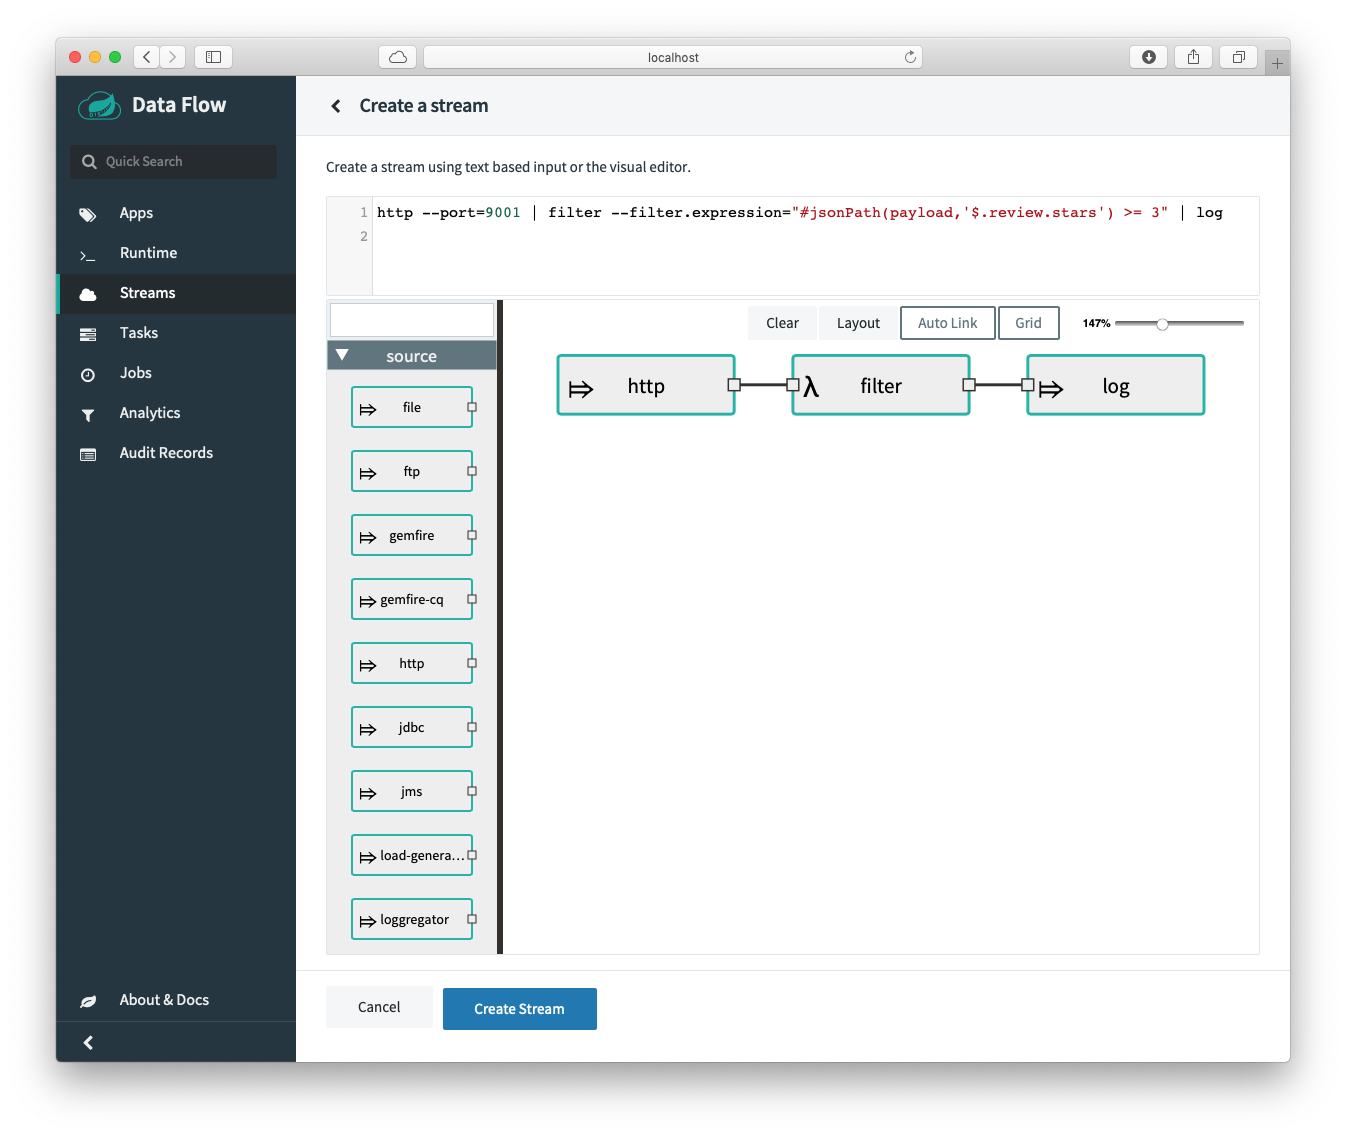 localhost
Data Flow
Create a stream
Quick Search
Create a stream using text based input or the visual editor.
Apps
Runtime
Streams
Tasks
Jobs
Analytics
Audit Records
About & Docs
1 http --port=9001 | filter --filter.expression="#jsonPath(payload,'$.review.stars') >= 3" | log
2
Clear Layout Auto Link Grid 147%
source
file
ftp
gemfire
gemfire-cq
http
jdbc
jms
load-genera...
loggregator
http λ filter log
Cancel Create Stream